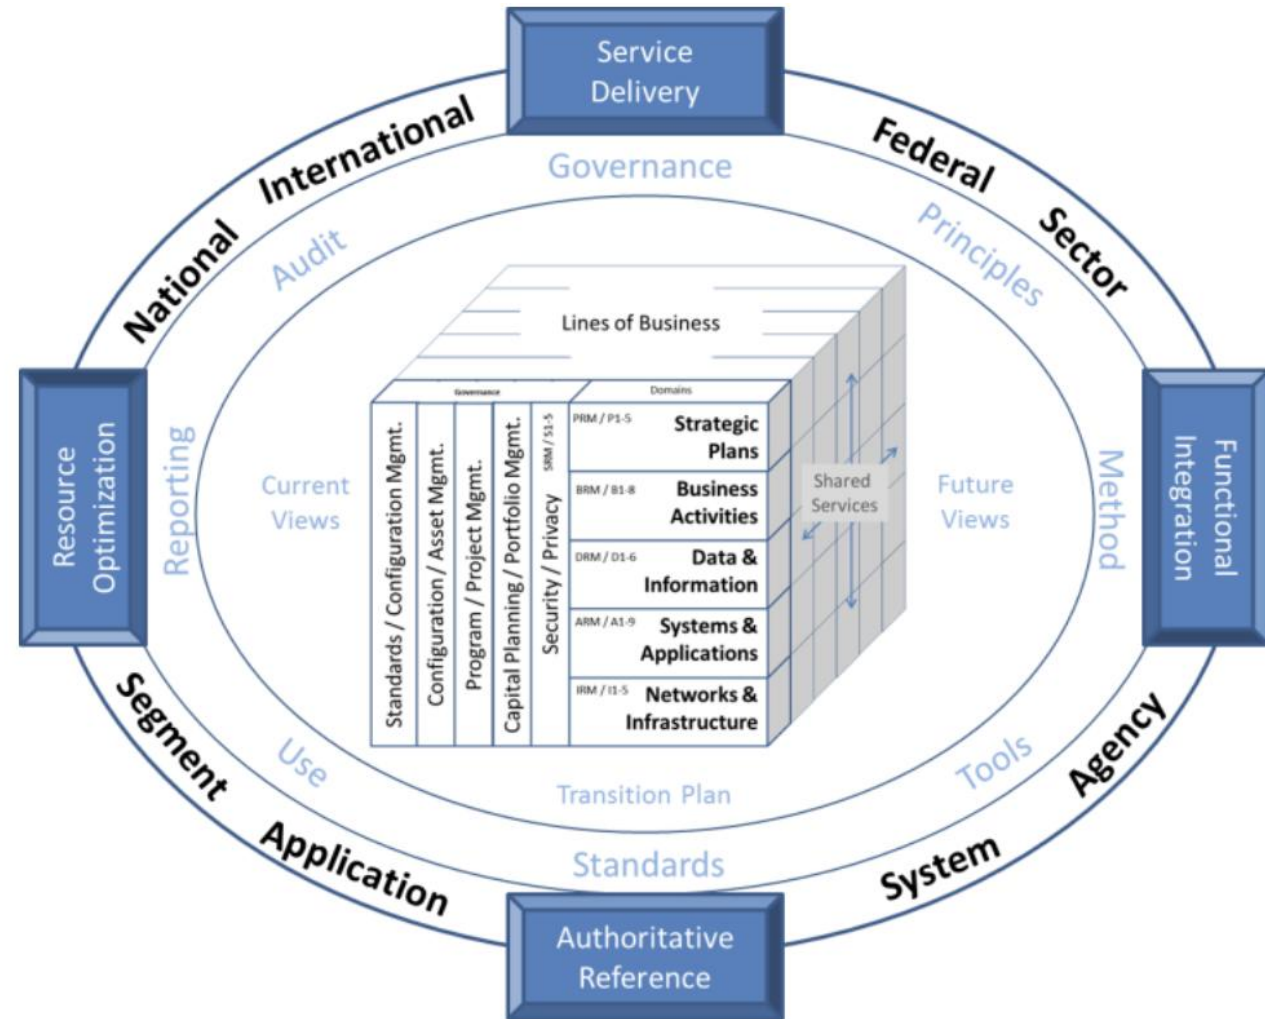 Service
Delivery
National
International
Federal
Sector
Governance
Audit
Principles
Lines of Business
Governance
Domains
Resource
Optimization
Reporting
Current
Views
Standards / Configuration Mgmt.
Configuration / Asset Mgmt.
Program / Project Mgmt.
Capital Planning / Portfolio Mgmt.
Security / Privacy
SRM / S1-5
PRM / P1-5
Strategic
Plans
BRM / B1-8
Business
Activities
DRM / D1-6
Data &
Information
ARM / A1-9
Systems &
Applications
IRM / I1-5
Networks &
Infrastructure
Shared
Services
Future
Views
Method
Functional
Integration
Segment
Application
Use
Transition Plan
Tools
Standards
System
Agency
Authoritative
Reference